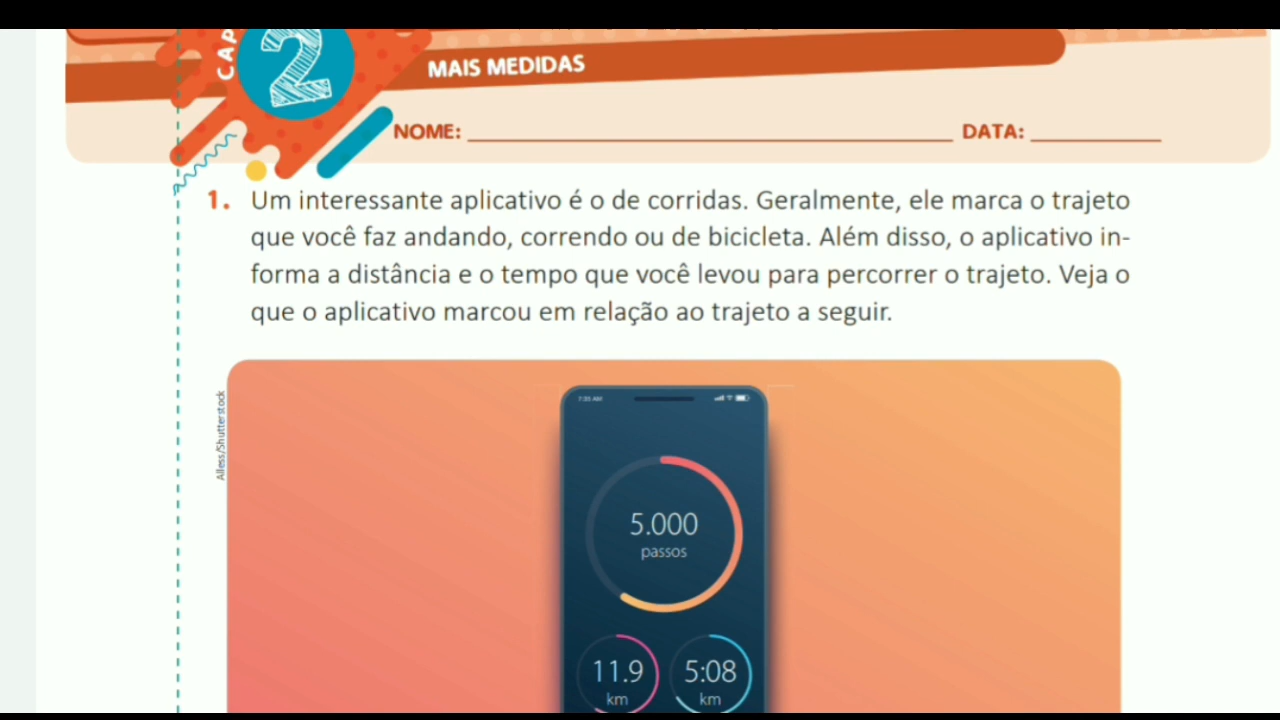 CAP
2
MAIS MEDIDAS
NOME: DATA:
1. Um interessante aplicativo é o de corridas. Geralmente, ele marca o trajeto
que você faz andando, correndo ou de bicicleta. Além disso, o aplicativo in-
forma a distância e o tempo que você levou para percorrer o trajeto. Veja o
que o aplicativo marcou em relação ao trajeto a seguir.
Alless/Shutterstock
7:35 AM
5.000
passos
11.9 5:08
km km